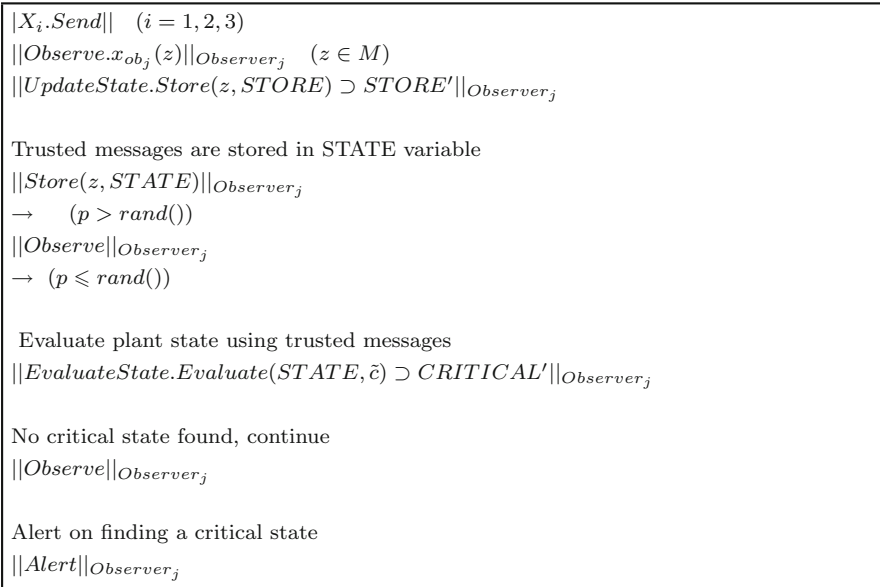 |X_i.Send|| (i = 1, 2, 3)
||Observe.x_{ob_j}(z)||_{Observer_j} (z ∈ M)
||UpdateState.Store(z, STORE) ⊃ STORE′||_{Observer_j}
Trusted messages are stored in STATE variable
||Store(z, STATE)||_{Observer_j}
→ (p > rand())
||Observe||_{Observer_j}
→ (p ⩽ rand())
Evaluate plant state using trusted messages
||EvaluateState.Evaluate(STATE, c̃) ⊃ CRITICAL′||_{Observer_j}
No critical state found, continue
||Observe||_{Observer_j}
Alert on finding a critical state
||Alert||_{Observer_j}